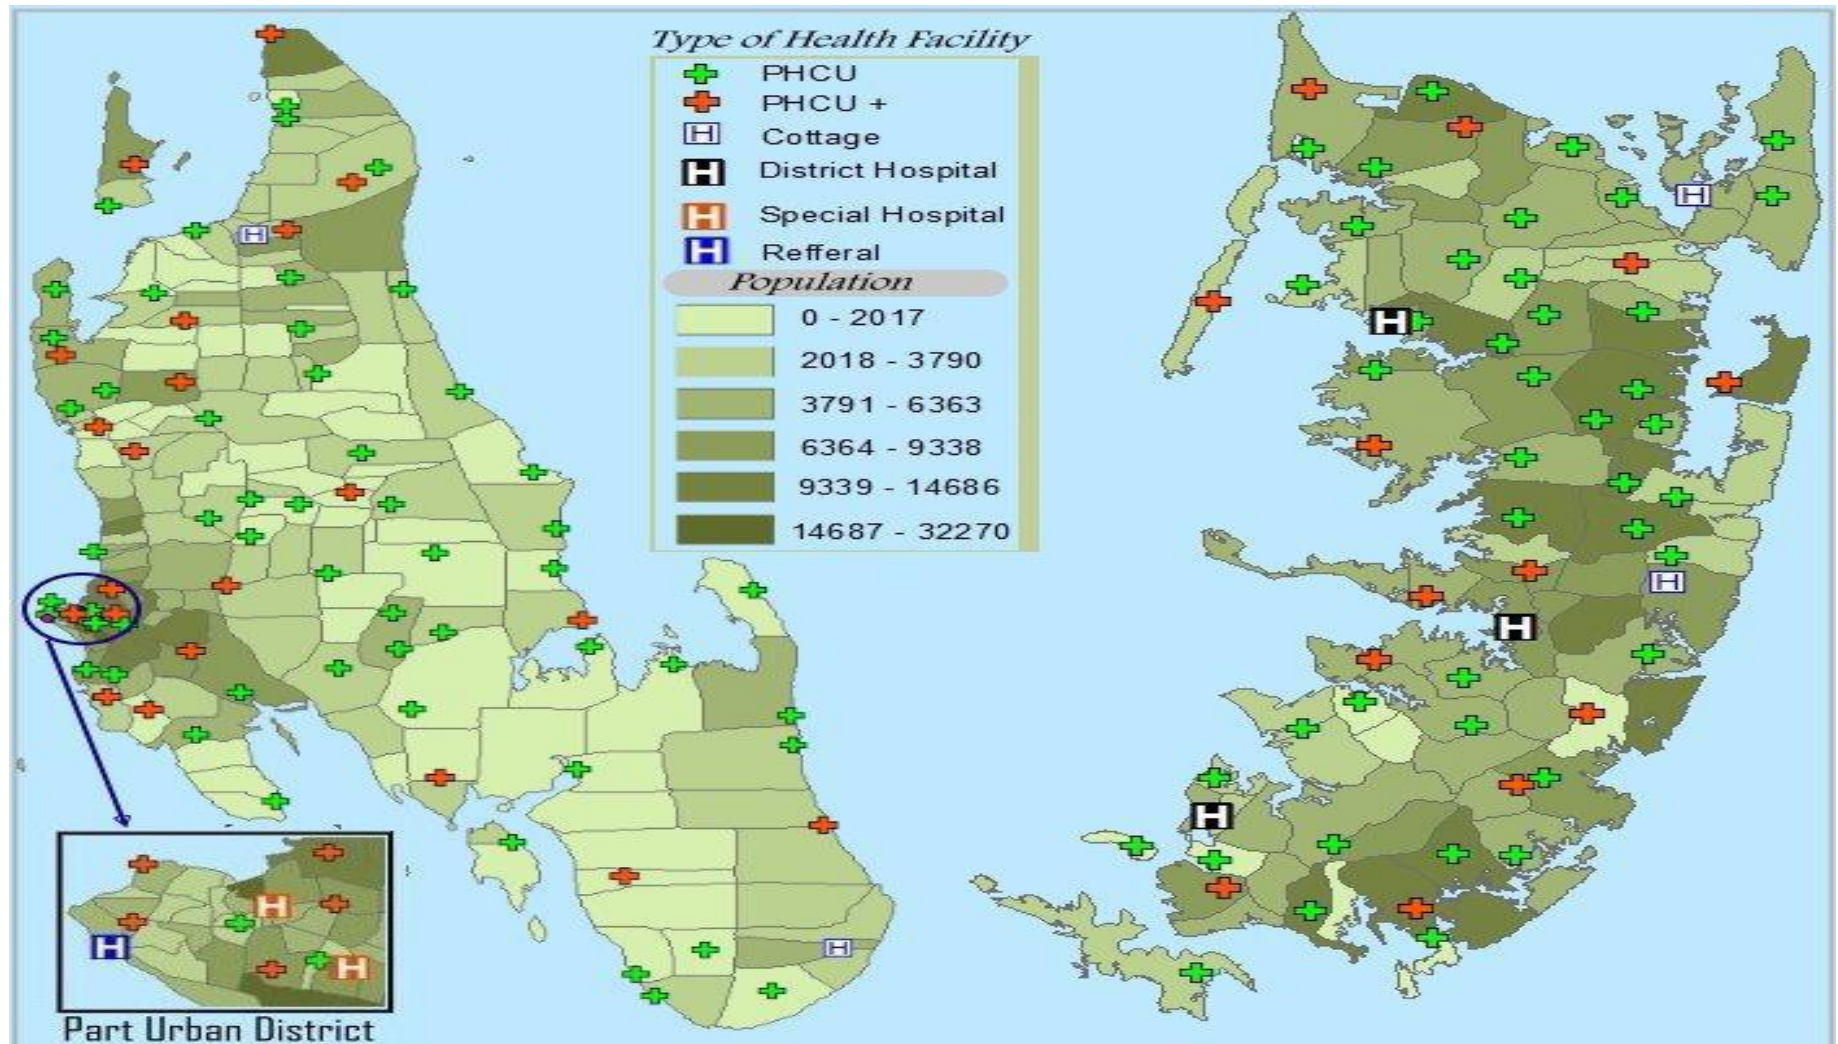 Type of Health Facility
PHCU
PHCU +
H Cottage
H District Hospital
H Special Hospital
H Refferal
Population
0 - 2017
2018 - 3790
3791 - 6363
6364 - 9338
9339 - 14686
14687 - 32270
H
H
H
H
H
H
H
H
H
H
Part Urban District